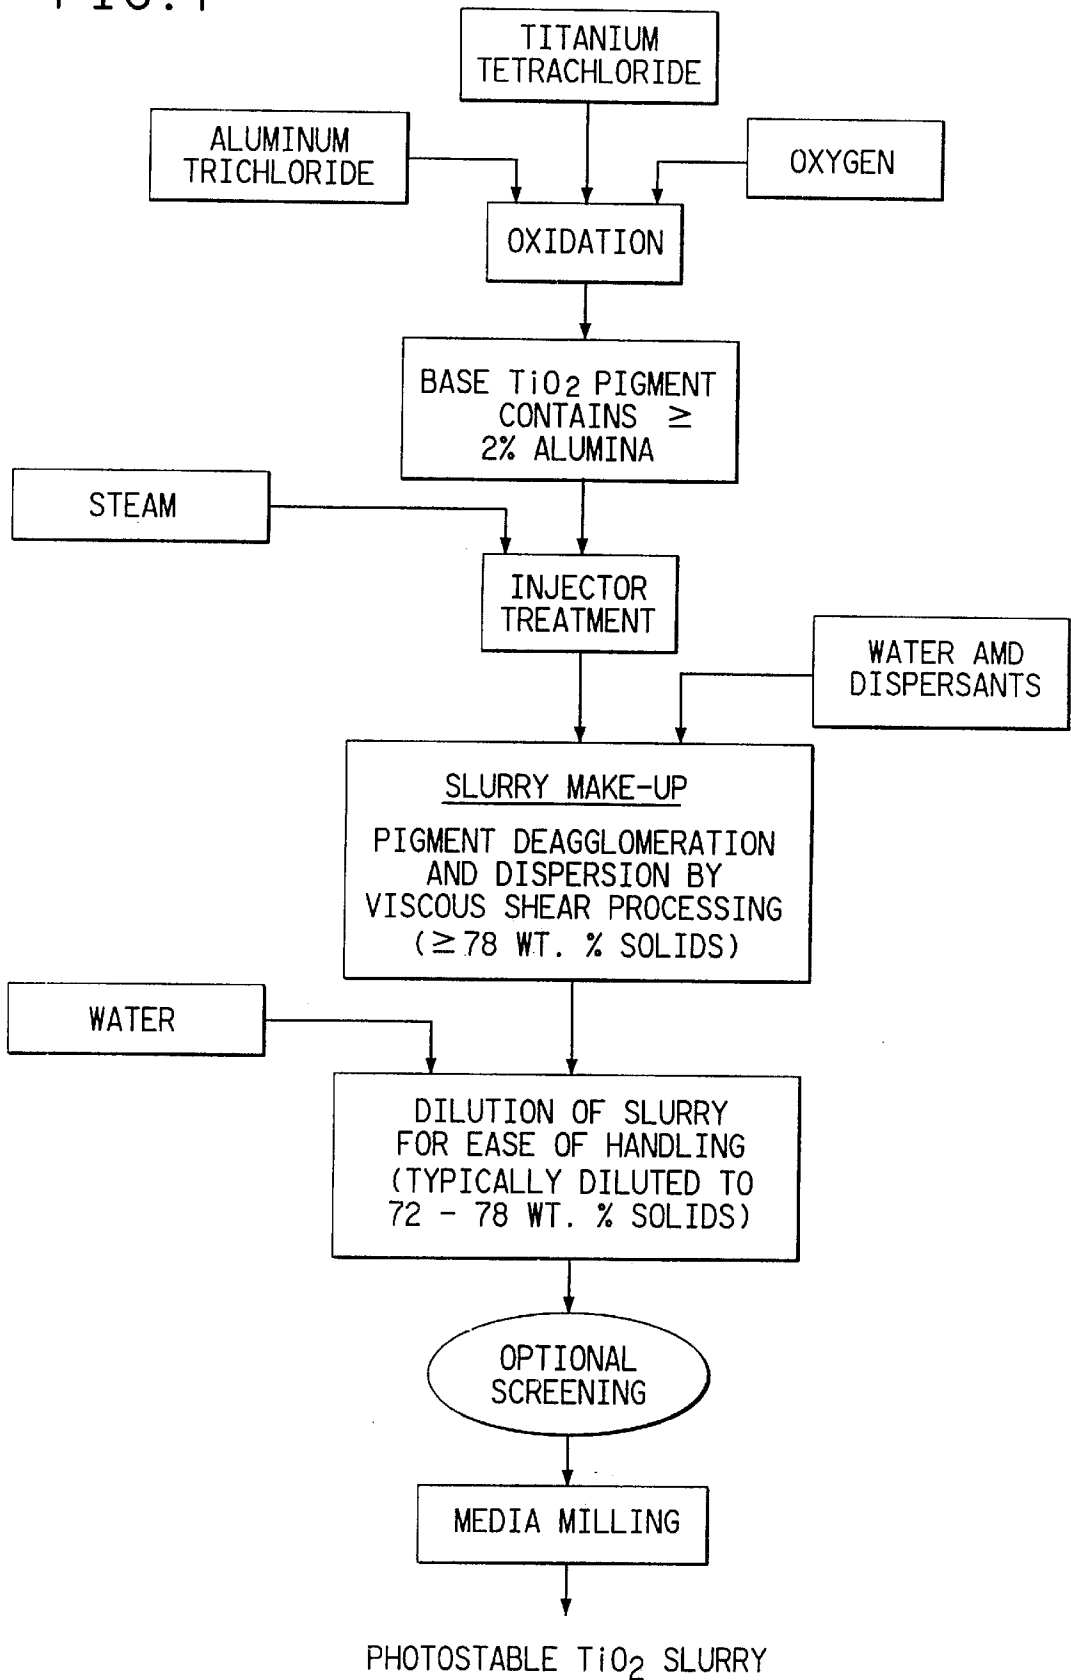 TITANIUM
TETRACHLORIDE
ALUMINUM
TRICHLORIDE
OXYGEN
OXIDATION
BASE TiO2 PIGMENT
CONTAINS ≥
2% ALUMINA
STEAM
INJECTOR
TREATMENT
WATER AMD
DISPERSANTS
SLURRY MAKE-UP
PIGMENT DEAGGLOMERATION
AND DISPERSION BY
VISCOUS SHEAR PROCESSING
(≥78 WT. % SOLIDS)
WATER
DILUTION OF SLURRY
FOR EASE OF HANDLING
(TYPICALLY DILUTED TO
72 - 78 WT. % SOLIDS)
OPTIONAL
SCREENING
MEDIA MILLING
PHOTOSTABLE TiO2 SLURRY